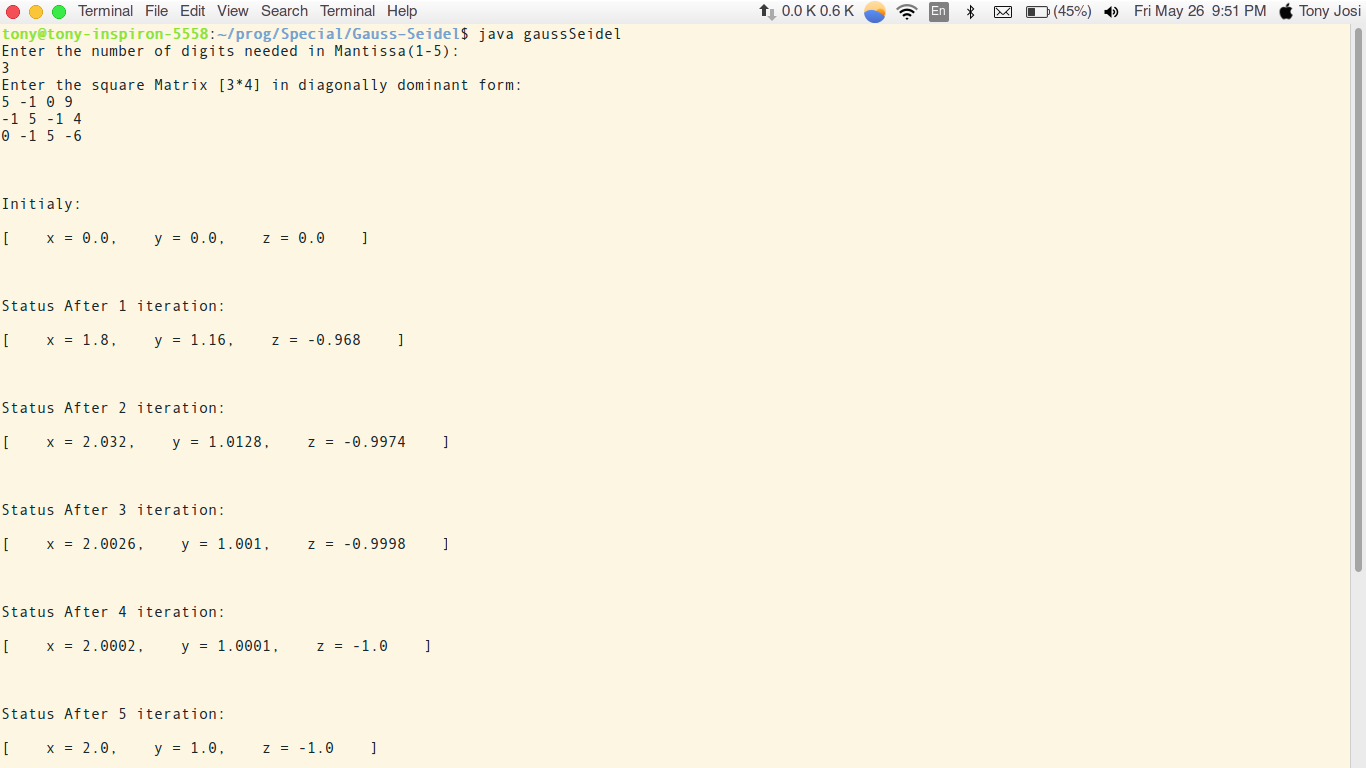 Terminal File Edit View Search Terminal Help 0.0 K 0.6 K En (45%) Fri May 26 9:51 PM Tony Josi
tony@tony-inspiron-5558:~/prog/Special/Gauss-Seidel$ java gaussSeidel
Enter the number of digits needed in Mantissa(1-5):
3
Enter the square Matrix [3*4] in diagonally dominant form:
5 -1 0 9
-1 5 -1 4
0 -1 5 -6
Initialy:
[    x = 0.0,    y = 0.0,    z = 0.0    ]
Status After 1 iteration:
[    x = 1.8,    y = 1.16,    z = -0.968    ]
Status After 2 iteration:
[    x = 2.032,    y = 1.0128,    z = -0.9974    ]
Status After 3 iteration:
[    x = 2.0026,    y = 1.001,    z = -0.9998    ]
Status After 4 iteration:
[    x = 2.0002,    y = 1.0001,    z = -1.0    ]
Status After 5 iteration:
[    x = 2.0,    y = 1.0,    z = -1.0    ]